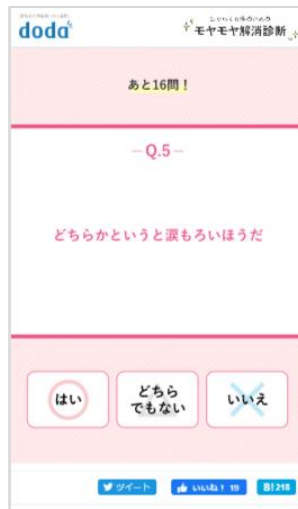 doda
モヤモヤ解消診断
あと16問！
Q.5
どちらかというと涙もろいほうだ
はい
どちら
でもない
いいえ
ツイート
いいね！ 19
B! 218